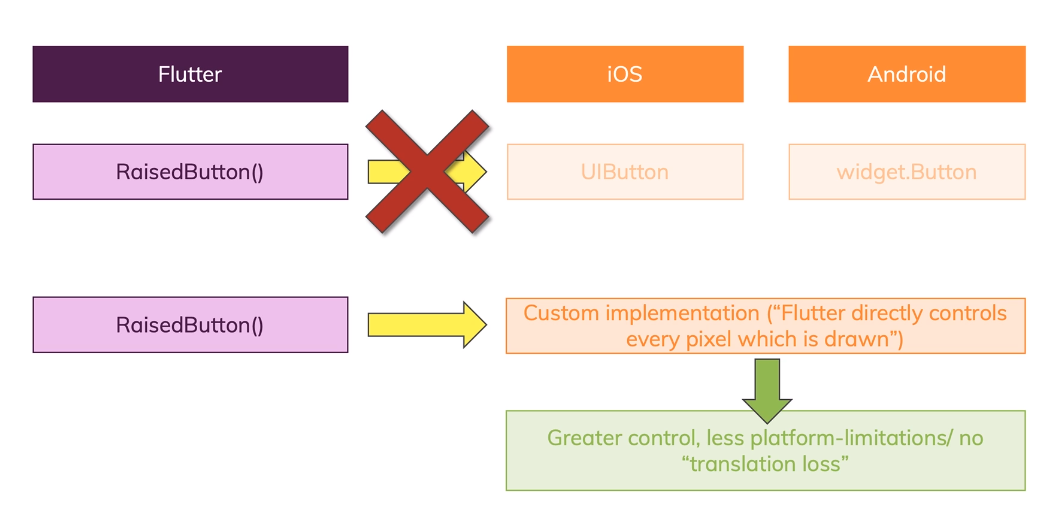 Flutter
iOS
Android
RaisedButton()
UIButton
widget.Button
RaisedButton()
Custom implementation (“Flutter directly controls
every pixel which is drawn”)
Greater control, less platform-limitations/ no
“translation loss”